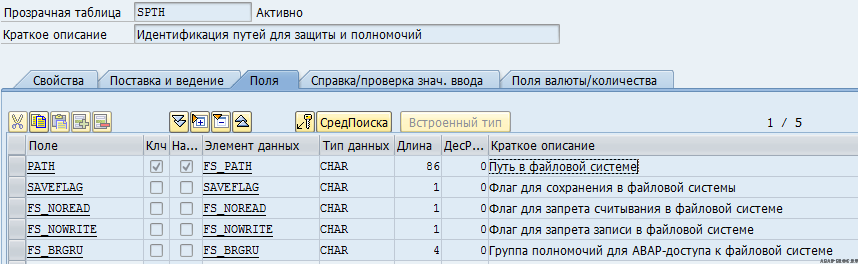 Прозрачная таблица SPTH Активно
Краткое описание Идентификация путей для защиты и полномочий
Свойства Поставка и ведение Поля Справка/проверка знач. ввода Поля валюты/количества
СредПоиска Встроенный тип 1 / 5
Поле Клч На... Элемент данных Тип данных Длина ДесР... Краткое описание
PATH FS_PATH CHAR 86 0 Путь в файловой системе
SAVEFLAG SAVEFLAG CHAR 1 0 Флаг для сохранения в файловой системы
FS_NOREAD FS_NOREAD CHAR 1 0 Флаг для запрета считывания в файловой системе
FS_NOWRITE FS_NOWRITE CHAR 1 0 Флаг для запрета записи в файловой системе
FS_BRGRU FS_BRGRU CHAR 4 0 Группа полномочий для ABAP-доступа к файловой системе